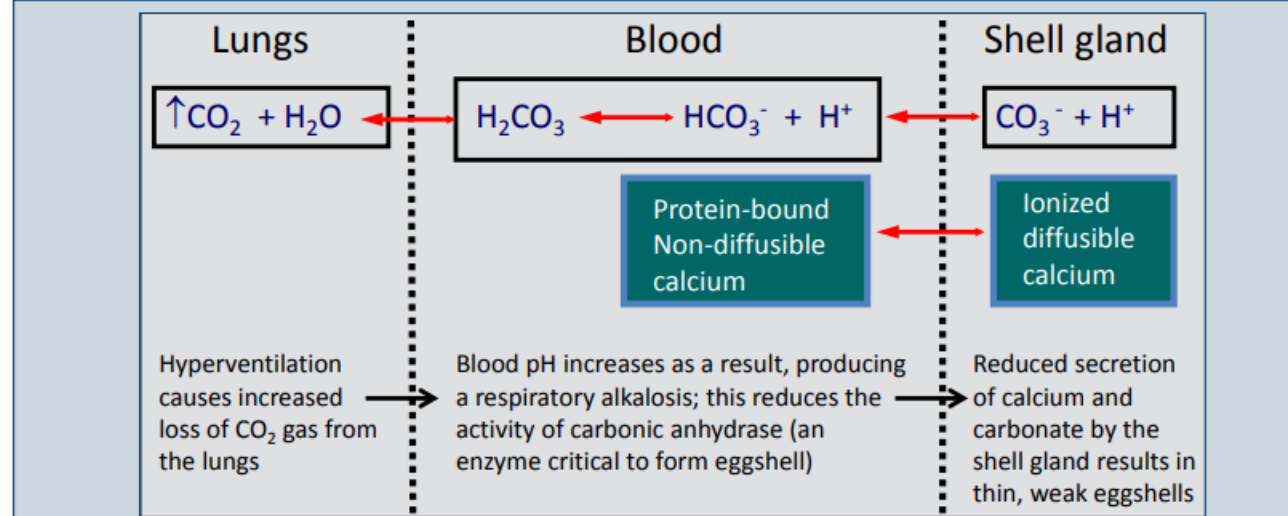 Lungs
Blood
Shell gland
↑CO₂ + H₂O
H₂CO₃
HCO₃⁻ + H⁺
CO₃⁻ + H⁺
Protein-bound
Non-diffusible
calcium
Ionized
diffusible
calcium
Hyperventilation
causes increased
loss of CO₂ gas from
the lungs
Blood pH increases as a result, producing
a respiratory alkalosis; this reduces the
activity of carbonic anhydrase (an
enzyme critical to form eggshell)
Reduced secretion
of calcium and
carbonate by the
shell gland results in
thin, weak eggshells